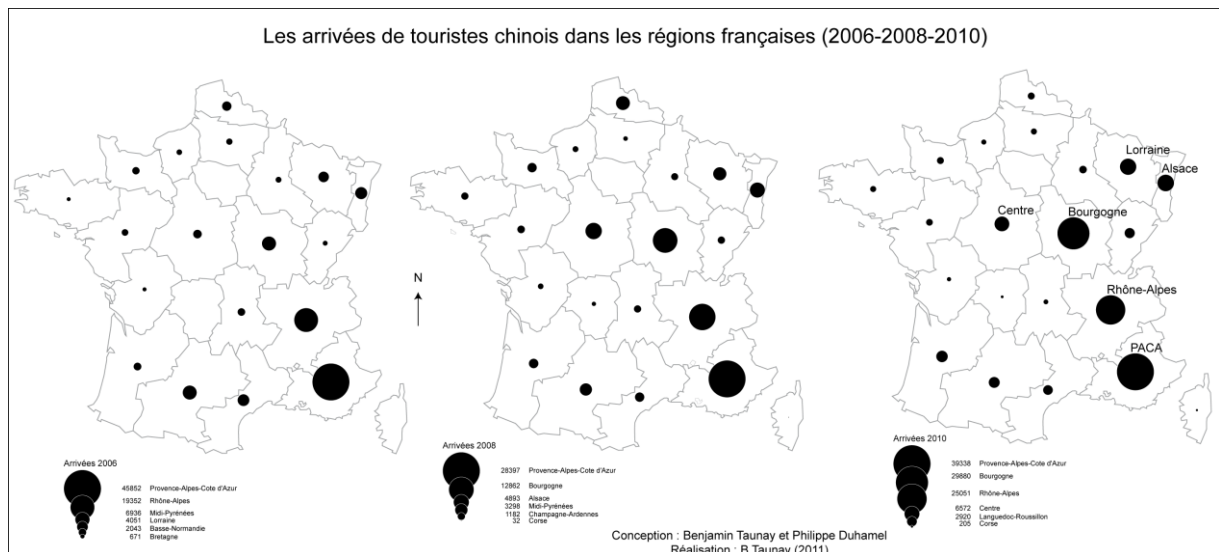 Les arrivées de touristes chinois dans les régions françaises (2006-2008-2010)
N
Lorraine
Alsace
Centre
Bourgogne
Rhône-Alpes
PACA
Arrivées 2006
45852 Provence-Alpes-Cote d'Azur
19352 Rhône-Alpes
6936 Midi-Pyrénées
4051 Lorraine
2043 Basse-Normandie
671 Bretagne
Arrivées 2008
28397 Provence-Alpes-Cote d'Azur
12862 Bourgogne
4893 Alsace
3298 Midi-Pyrénées
1182 Champagne-Ardennes
32 Corse
Arrivées 2010
39338 Provence-Alpes-Cote d'Azur
29880 Bourgogne
25051 Rhône-Alpes
6572 Centre
2920 Languedoc-Roussillon
205 Corse
Conception : Benjamin Taunay et Philippe Duhamel
Réalisation : B.Taunay (2011)